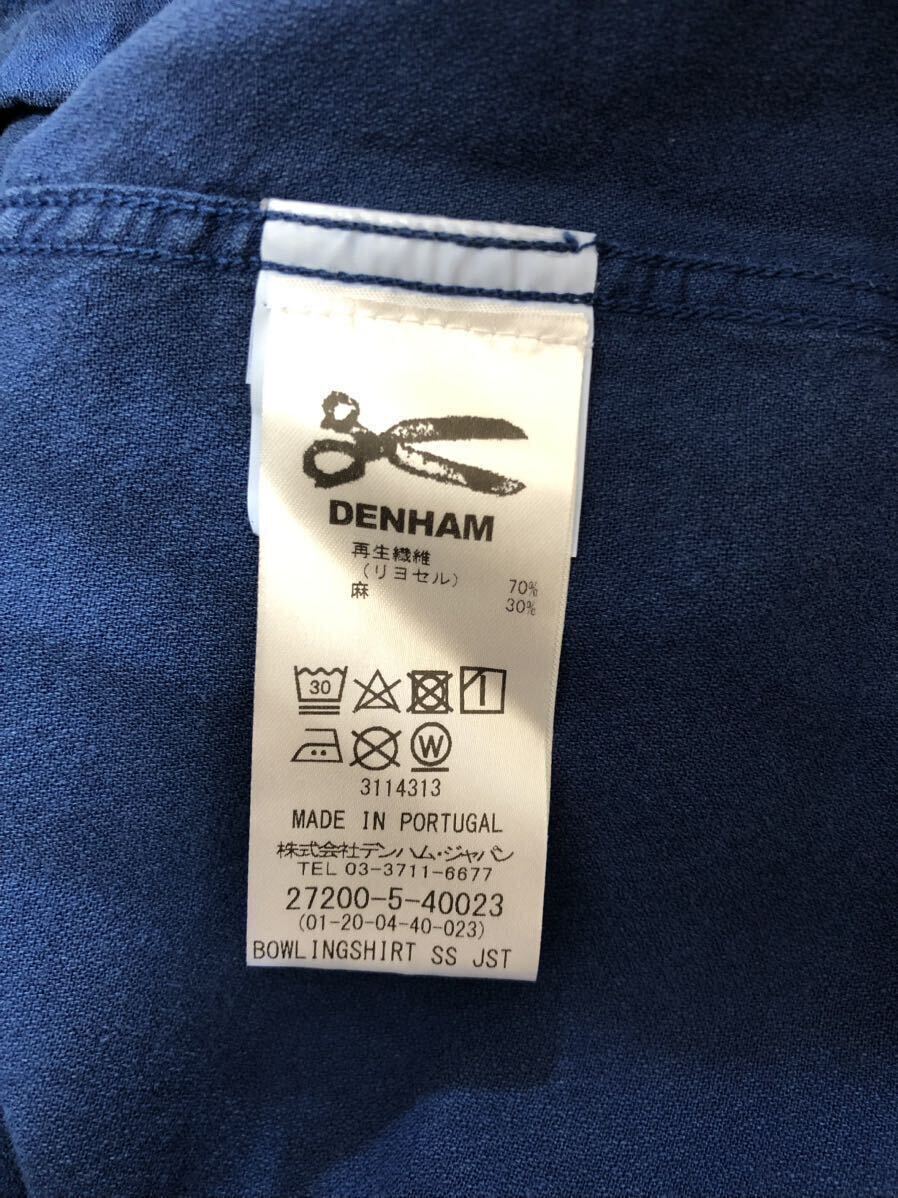 DENHAM
再生繊維
(リヨセル) 70%
麻 30%
30
W
3114313
MADE IN PORTUGAL
株式会社デンハム・ジャパン
TEL 03-3711-6677
27200-5-40023
(01-20-04-40-023)
BOWLINGSHIRT SS JST